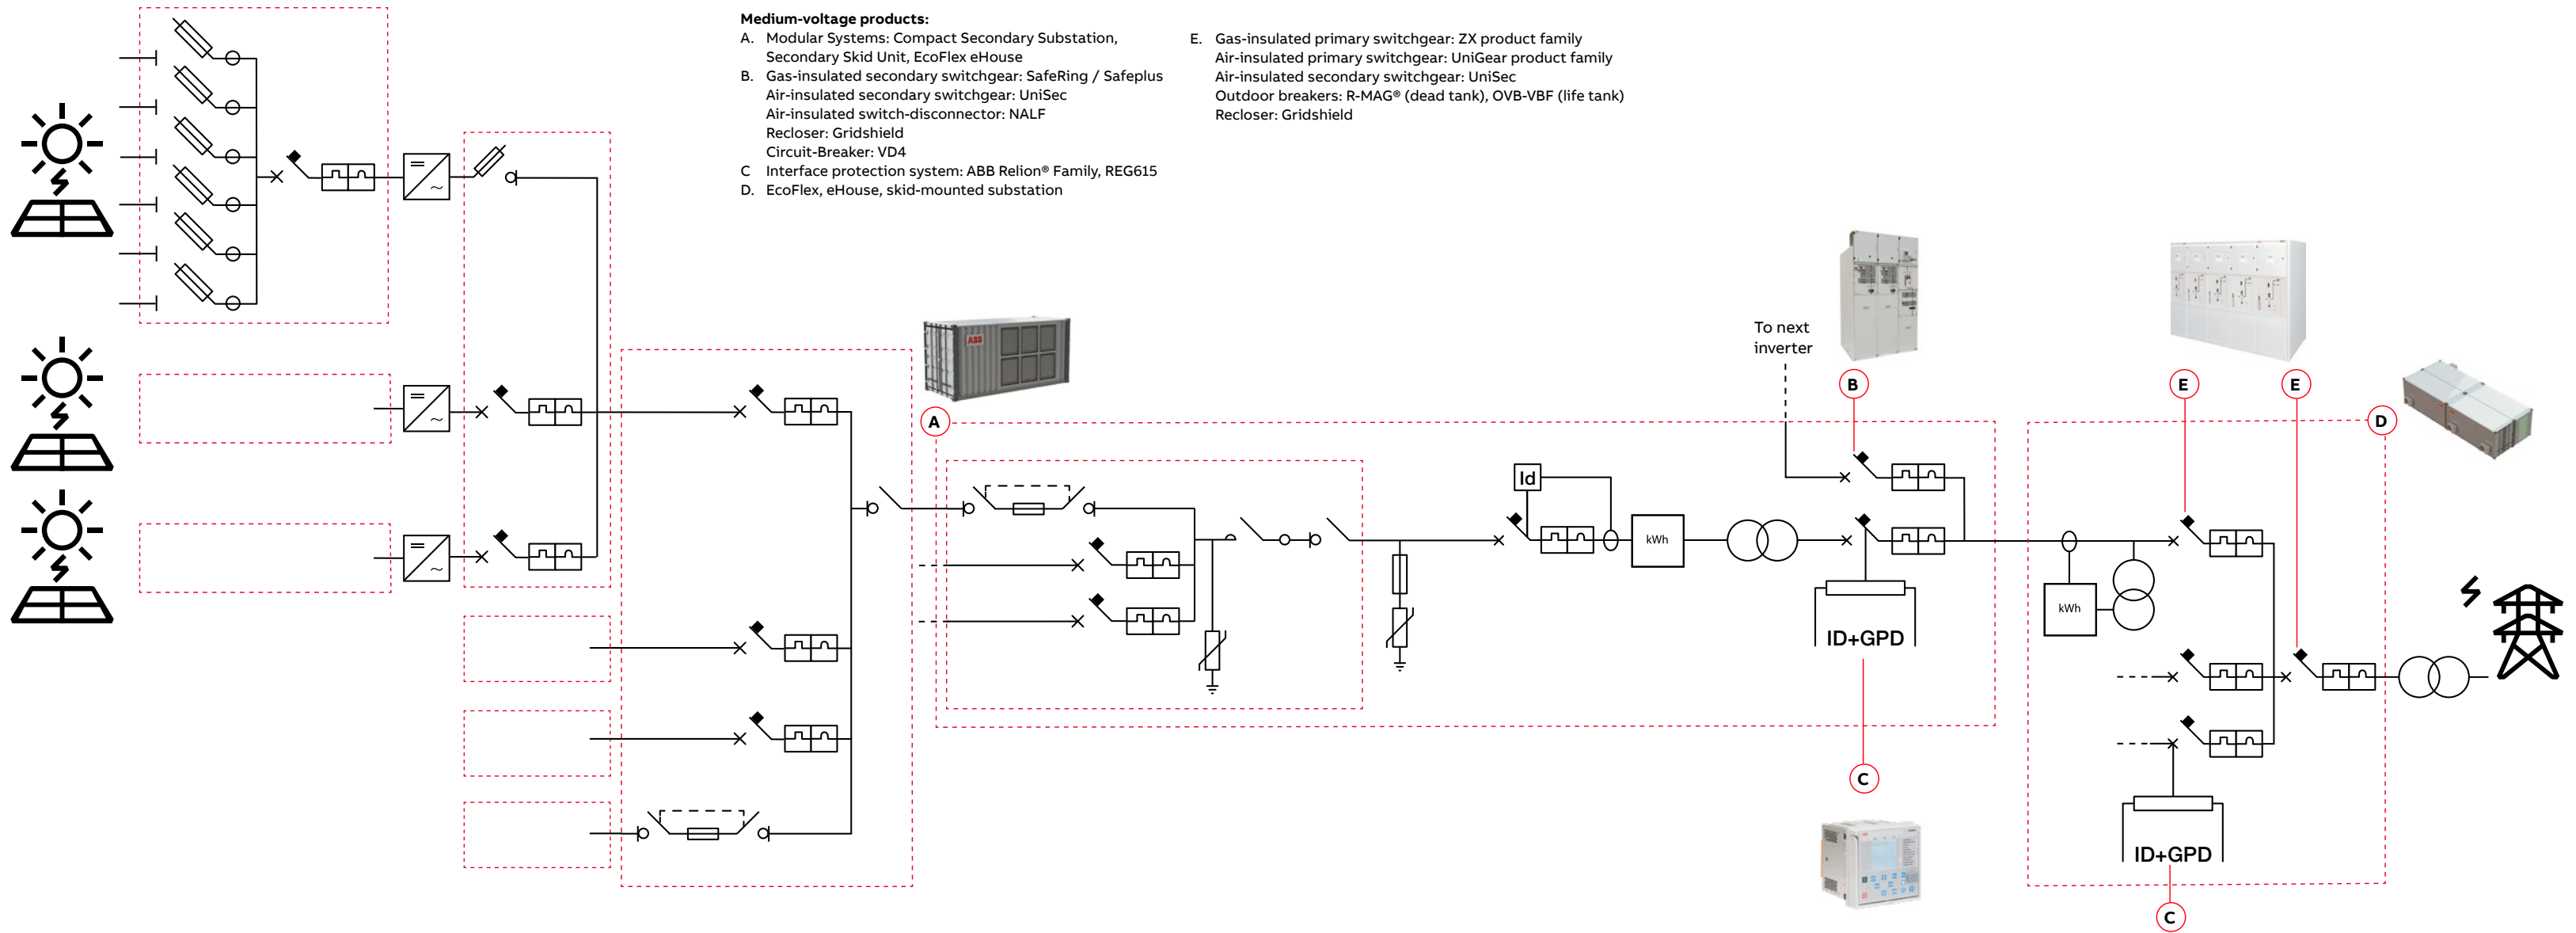 Medium-voltage products:
A. Modular Systems: Compact Secondary Substation,
Secondary Skid Unit, EcoFlex eHouse
B. Gas-insulated secondary switchgear: SafeRing / Safeplus
Air-insulated secondary switchgear: UniSec
Air-insulated switch-disconnector: NALF
Recloser: Gridshield
Circuit-Breaker: VD4
C Interface protection system: ABB Relion® Family, REG615
D. EcoFlex, eHouse, skid-mounted substation
E. Gas-insulated primary switchgear: ZX product family
Air-insulated primary switchgear: UniGear product family
Air-insulated secondary switchgear: UniSec
Outdoor breakers: R-MAG® (dead tank), OVB-VBF (life tank)
Recloser: Gridshield
ABB
To next
inverter
B
E
E
A
D
Id
kWh
kWh
ID+GPD
C
ID+GPD
C